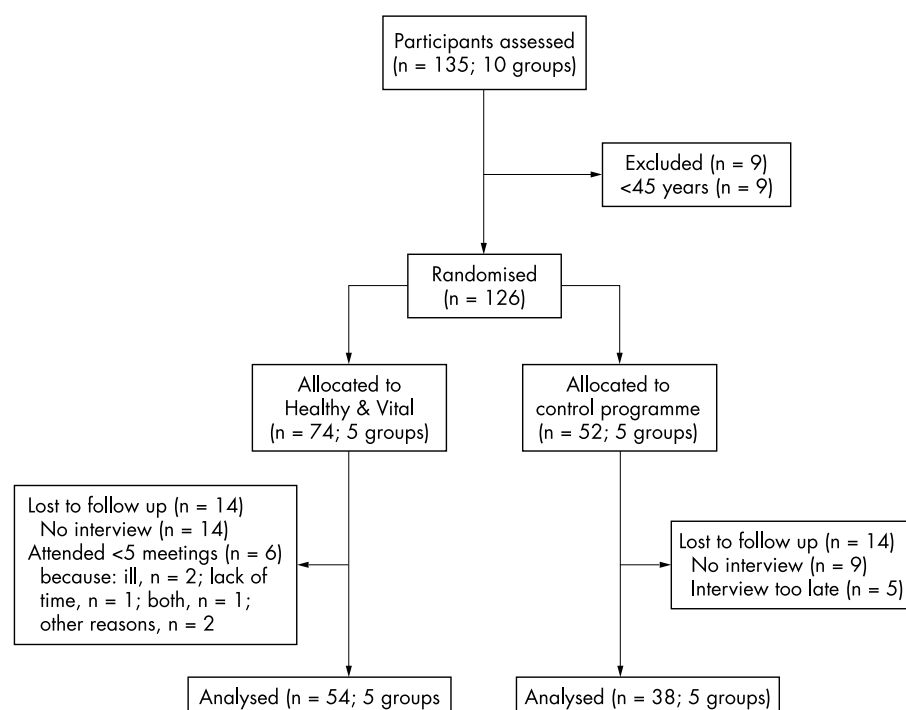 Participants assessed
(n = 135; 10 groups)
Excluded (n = 9)
<45 years (n = 9)
Randomised
(n = 126)
Allocated to
Healthy & Vital
(n = 74; 5 groups)
Allocated to
control programme
(n = 52; 5 groups)
Lost to follow up (n = 14)
No interview (n = 14)
Attended <5 meetings (n = 6)
because: ill, n = 2; lack of
time, n = 1; both, n = 1;
other reasons, n = 2
Lost to follow up (n = 14)
No interview (n = 9)
Interview too late (n = 5)
Analysed (n = 54; 5 groups
Analysed (n = 38; 5 groups)